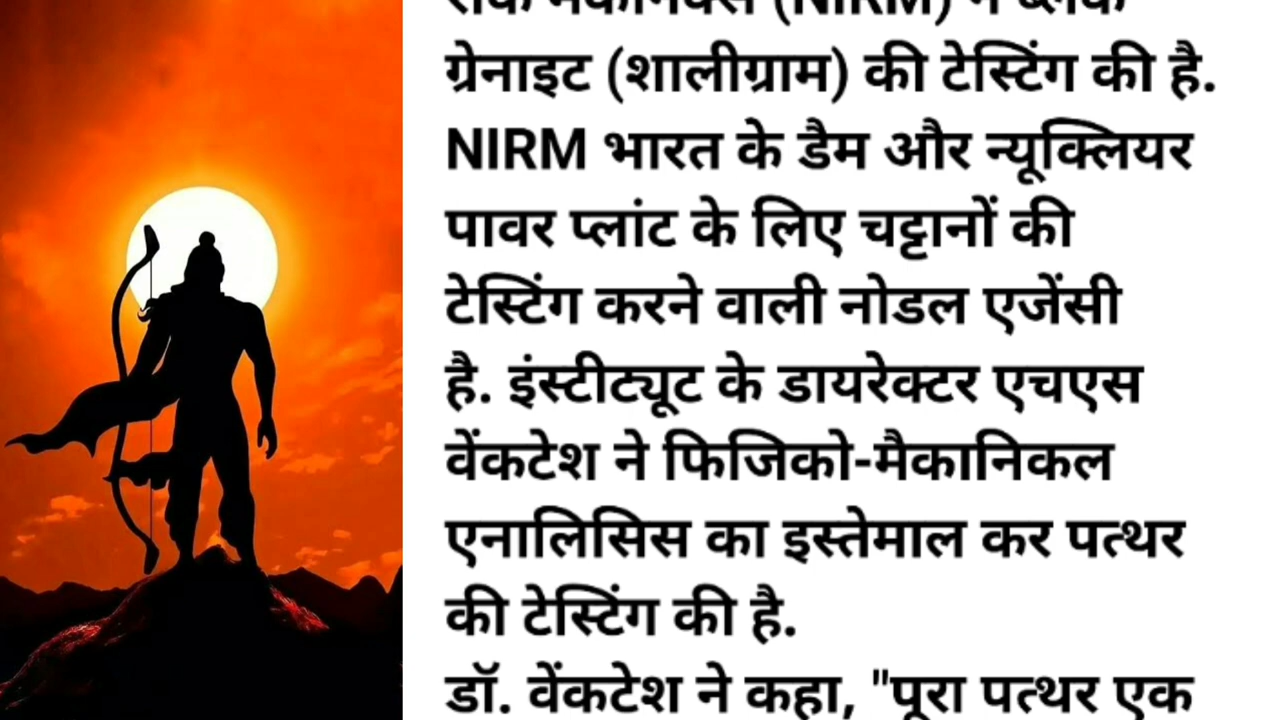 रॉक मैकेनिक्स (NIRM) ने ब्लैक
ग्रेनाइट (शालीग्राम) की टेस्टिंग की है.
NIRM भारत के डैम और न्यूक्लियर
पावर प्लांट के लिए चट्टानों की
टेस्टिंग करने वाली नोडल एजेंसी
है. इंस्टीट्यूट के डायरेक्टर एचएस
वेंकटेश ने फिजिको-मैकानिकल
एनालिसिस का इस्तेमाल कर पत्थर
की टेस्टिंग की है.
डॉ. वेंकटेश ने कहा, "पूरा पत्थर एक